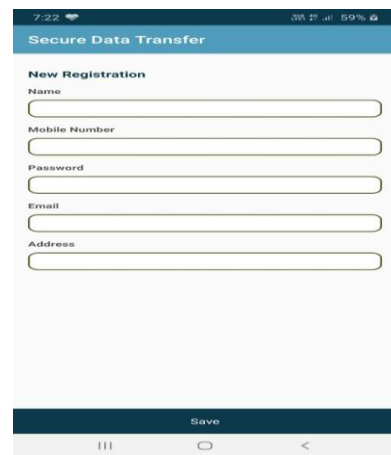 7:22 59%
Secure Data Transfer
New Registration
Name
Mobile Number
Password
Email
Address
Save